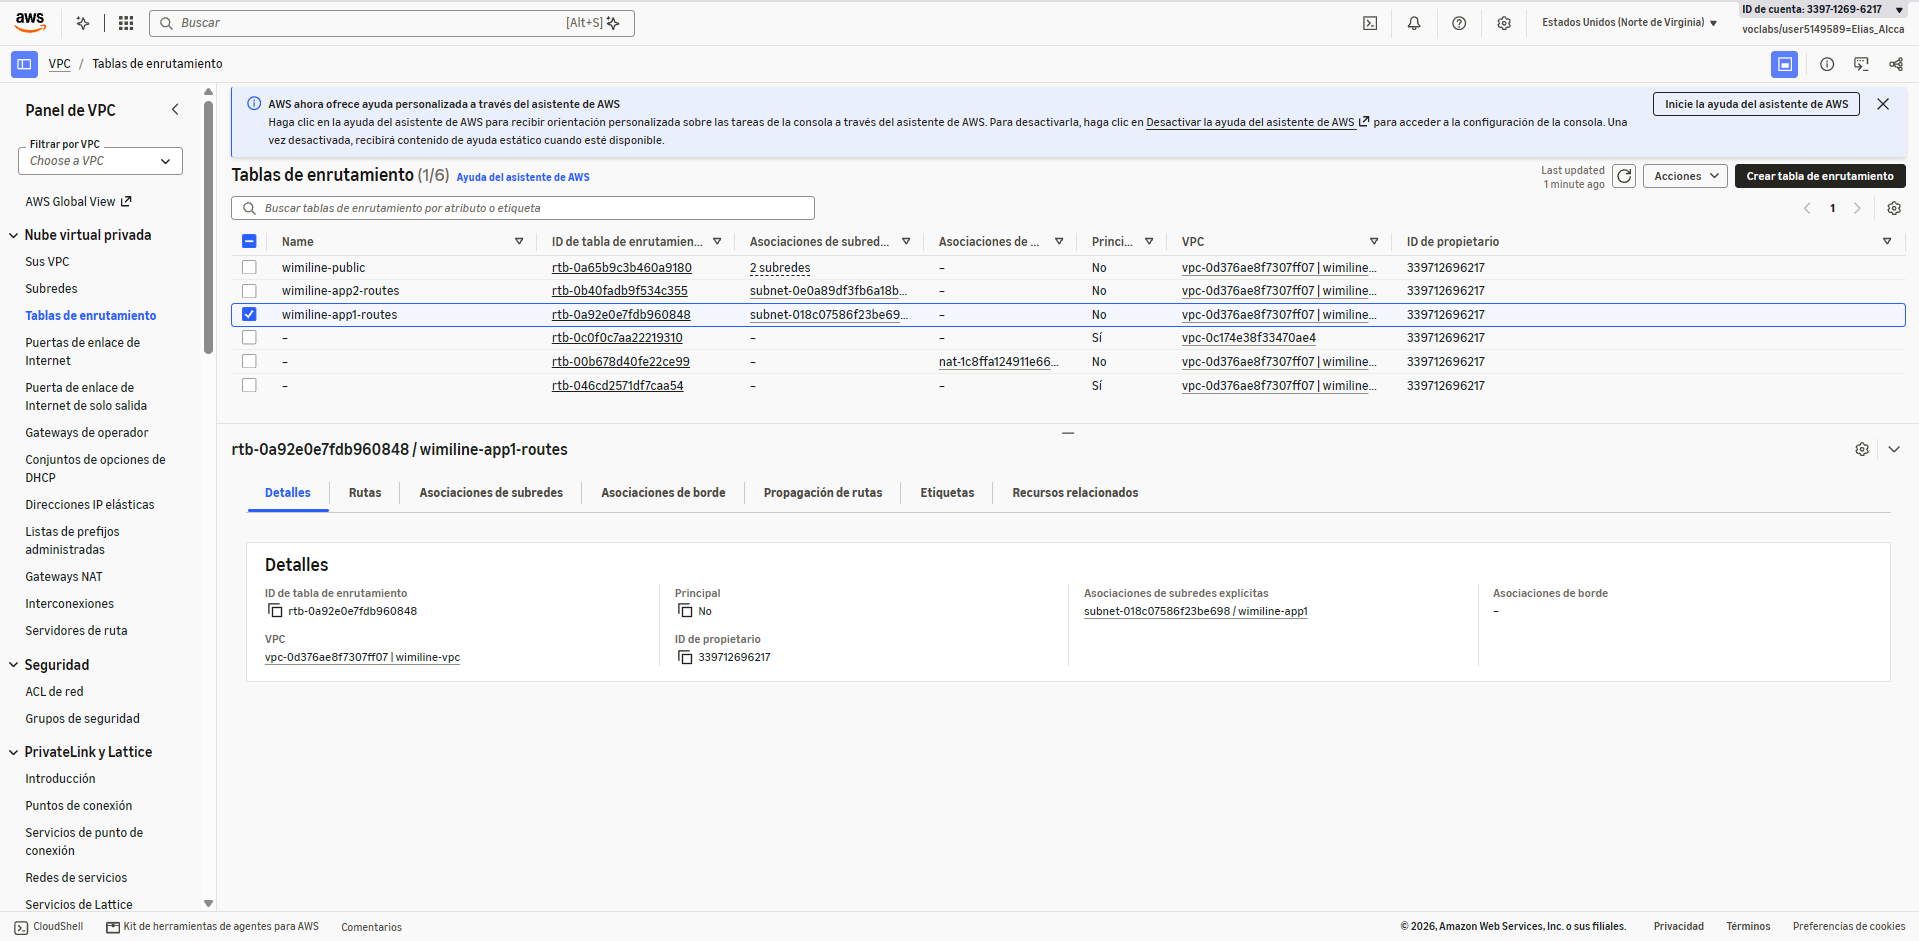 aws
Buscar
[Alt+S]
Estados Unidos (Norte de Virginia)
ID de cuenta: 3397-1269-6217
voclabs/user5149589=Elias_Alcca
VPC / Tablas de enrutamiento
Panel de VPC
Filtrar por VPC
Choose a VPC
AWS Global View
Nube virtual privada
Sus VPC
Subredes
Tablas de enrutamiento
Puertas de enlace de
Internet
Puerta de enlace de
Internet de solo salida
Gateways de operador
Conjuntos de opciones de
DHCP
Direcciones IP elásticas
Listas de prefijos
administradas
Gateways NAT
Interconexiones
Servidores de ruta
Seguridad
ACL de red
Grupos de seguridad
PrivateLink y Lattice
Introducción
Puntos de conexión
Servicios de punto de
conexión
Redes de servicios
Servicios de Lattice
AWS ahora ofrece ayuda personalizada a través del asistente de AWS
Haga clic en la ayuda del asistente de AWS para recibir orientación personalizada sobre las tareas de la consola a través del asistente de AWS. Para desactivarla, haga clic en Desactivar la ayuda del asistente de AWS para acceder a la configuración de la consola. Una
vez desactivada, recibirá contenido de ayuda estático cuando esté disponible.
Inicie la ayuda del asistente de AWS
Tablas de enrutamiento (1/6) Ayuda del asistente de AWS
Last updated
1 minute ago
Acciones
Crear tabla de enrutamiento
Buscar tablas de enrutamiento por atributo o etiqueta
1
Name ID de tabla de enrutamien... Asociaciones de subred... Asociaciones de ... Princi... VPC ID de propietario
wimiline-public rtb-0a65b9c3b460a9180 2 subredes – No vpc-0d376ae8f7307ff07 | wimiline... 339712696217
wimiline-app2-routes rtb-0b40fadb9f534c355 subnet-0e0a89df3fb6a18b... – No vpc-0d376ae8f7307ff07 | wimiline... 339712696217
wimiline-app1-routes rtb-0a92e0e7fdb960848 subnet-018c07586f23be69... – No vpc-0d376ae8f7307ff07 | wimiline... 339712696217
– rtb-0c0f0c7aa22219310 – – Sí vpc-0c174e38f33470ae4 339712696217
– rtb-00b678d40fe22ce99 – nat-1c8ffa124911e66... No vpc-0d376ae8f7307ff07 | wimiline... 339712696217
– rtb-046cd2571df7caa54 – – Sí vpc-0d376ae8f7307ff07 | wimiline... 339712696217
rtb-0a92e0e7fdb960848 / wimiline-app1-routes
Detalles
Rutas
Asociaciones de subredes
Asociaciones de borde
Propagación de rutas
Etiquetas
Recursos relacionados
Detalles
ID de tabla de enrutamiento
rtb-0a92e0e7fdb960848
VPC
vpc-0d376ae8f7307ff07 | wimiline-vpc
Principal
No
ID de propietario
339712696217
Asociaciones de subredes explícitas
subnet-018c07586f23be698 / wimiline-app1
Asociaciones de borde
–
CloudShell
Kit de herramientas de agentes para AWS
Comentarios
© 2026, Amazon Web Services, Inc. o sus filiales.
Privacidad
Términos
Preferencias de cookies